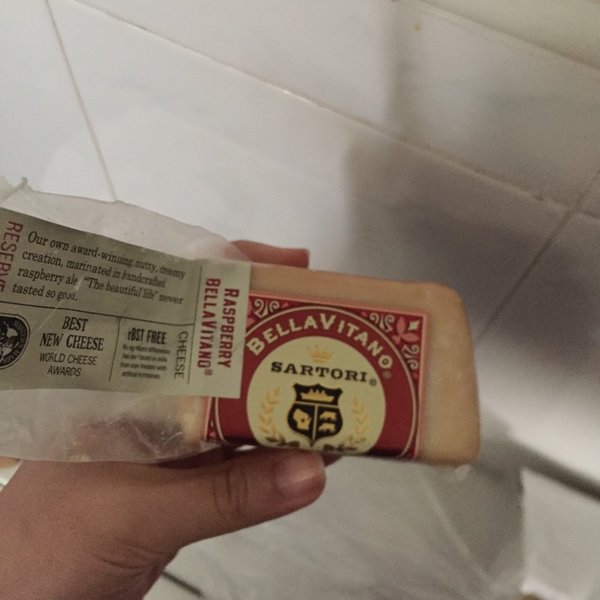 RESERVE
Our own award-winning, nutty, creamy
creation, marinated in handcrafted
raspberry ale. "The beautiful life" never
tasted so good.
BEST
NEW CHEESE
WORLD CHEESE
AWARDS
rBST FREE
CHEESE
RASPBERRY
BELLAVITANO®
BELLAVITANO®
SARTORI®